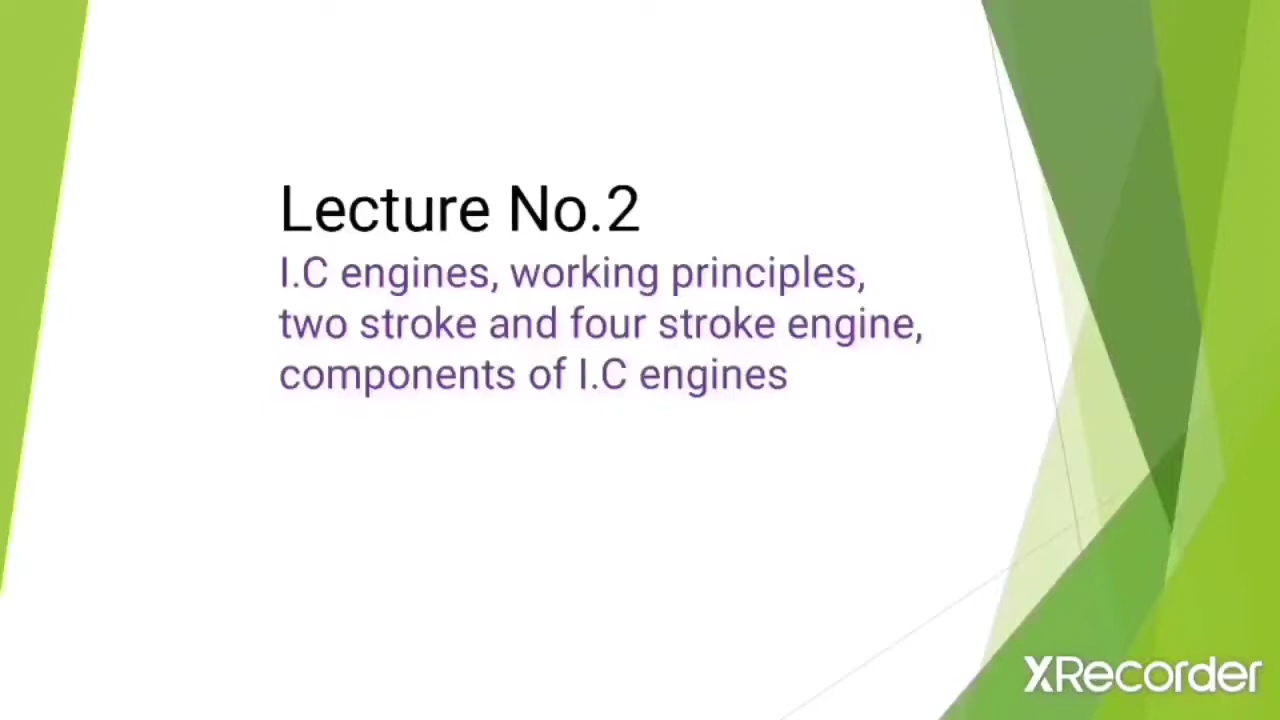 Lecture No.2
I.C engines, working principles,
two stroke and four stroke engine,
components of I.C engines
XRecorder